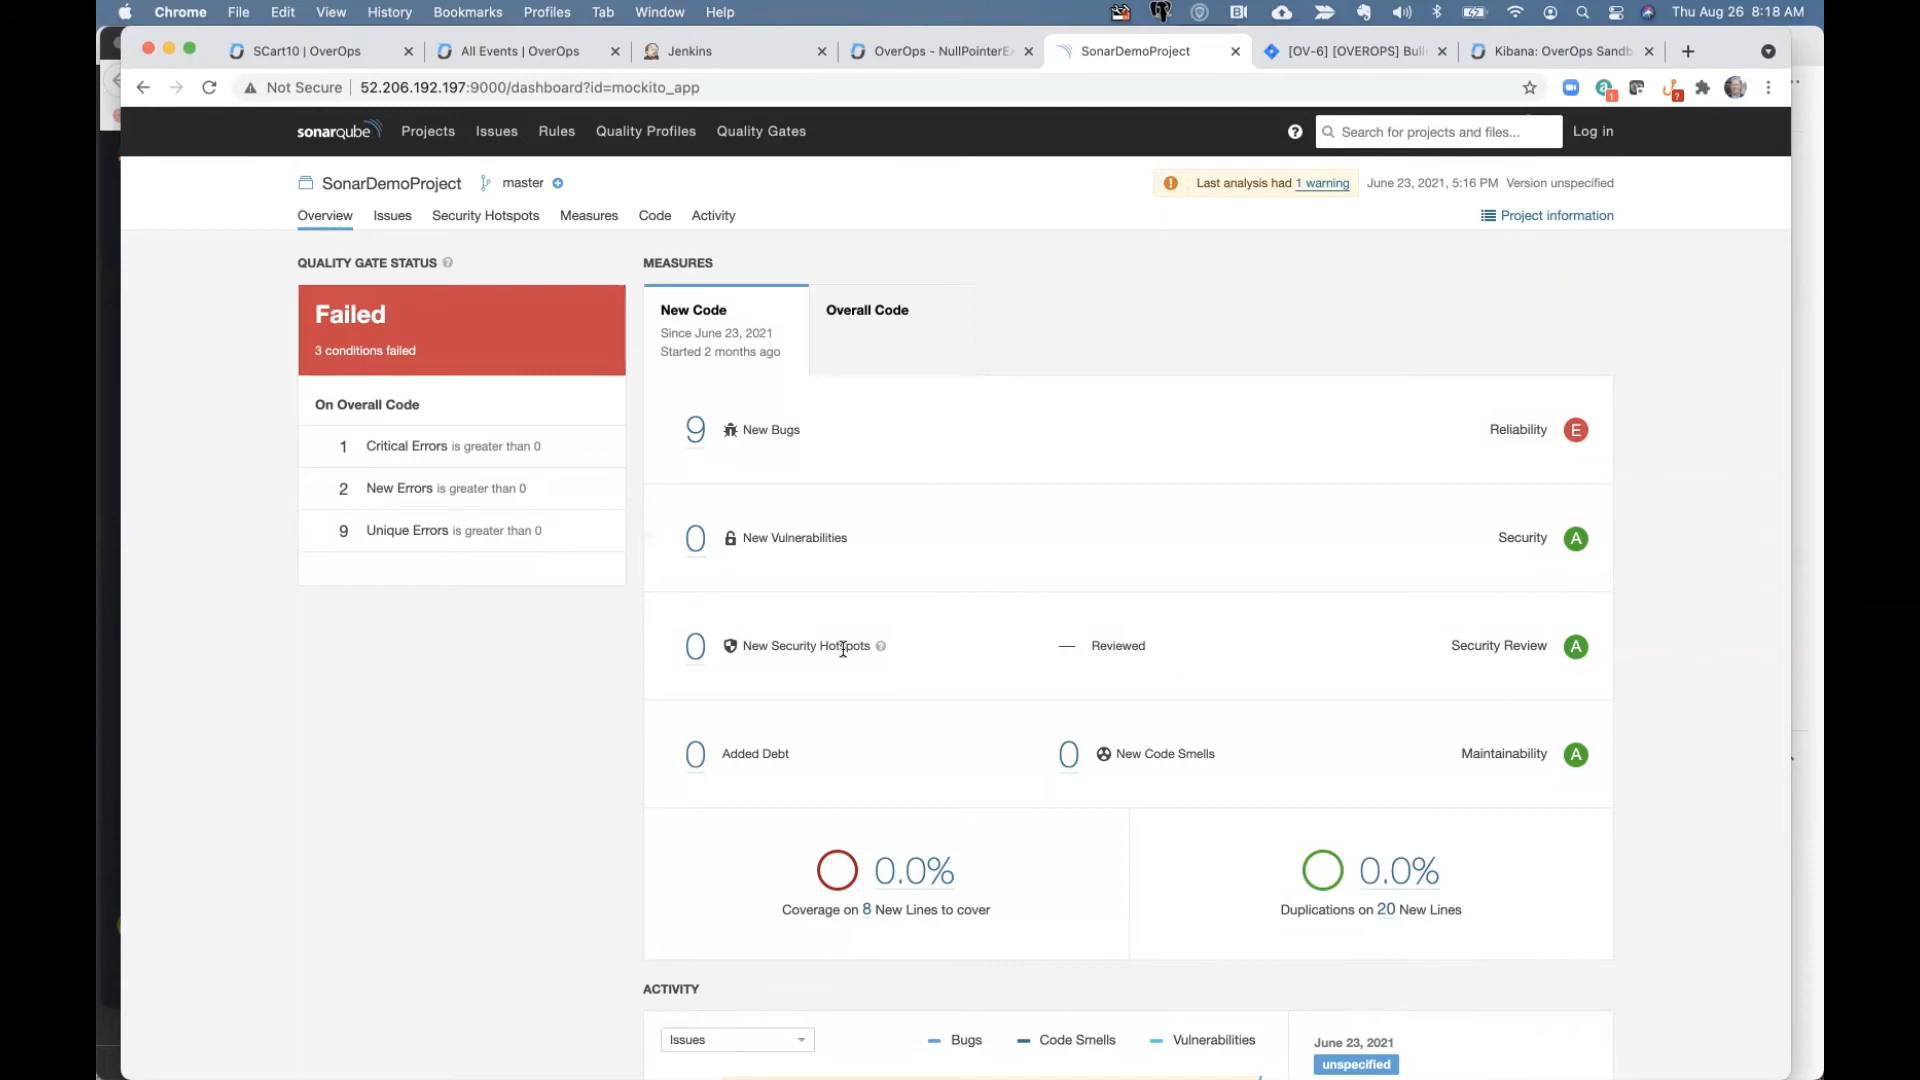 Chrome File Edit View History Bookmarks Profiles Tab Window Help Thu Aug 26 8:18 AM
SCart10 | OverOps All Events | OverOps Jenkins OverOps - NullPointerEx SonarDemoProject [OV-6] [OVEROPS] Bull Kibana: OverOps Sandb
Not Secure 52.206.192.197:9000/dashboard?id=mockito_app
sonarqube Projects Issues Rules Quality Profiles Quality Gates Search for projects and files... Log in
SonarDemoProject master Last analysis had 1 warning June 23, 2021, 5:16 PM Version unspecified
Overview Issues Security Hotspots Measures Code Activity Project information
QUALITY GATE STATUS
Failed
3 conditions failed
On Overall Code
1 Critical Errors is greater than 0
2 New Errors is greater than 0
9 Unique Errors is greater than 0
MEASURES
New Code Overall Code
Since June 23, 2021
Started 2 months ago
9 New Bugs Reliability E
0 New Vulnerabilities Security A
0 New Security Hotspots Reviewed Security Review A
0 Added Debt 0 New Code Smells Maintainability A
0.0% 0.0%
Coverage on 8 New Lines to cover Duplications on 20 New Lines
ACTIVITY
Issues Bugs Code Smells Vulnerabilities June 23, 2021
unspecified